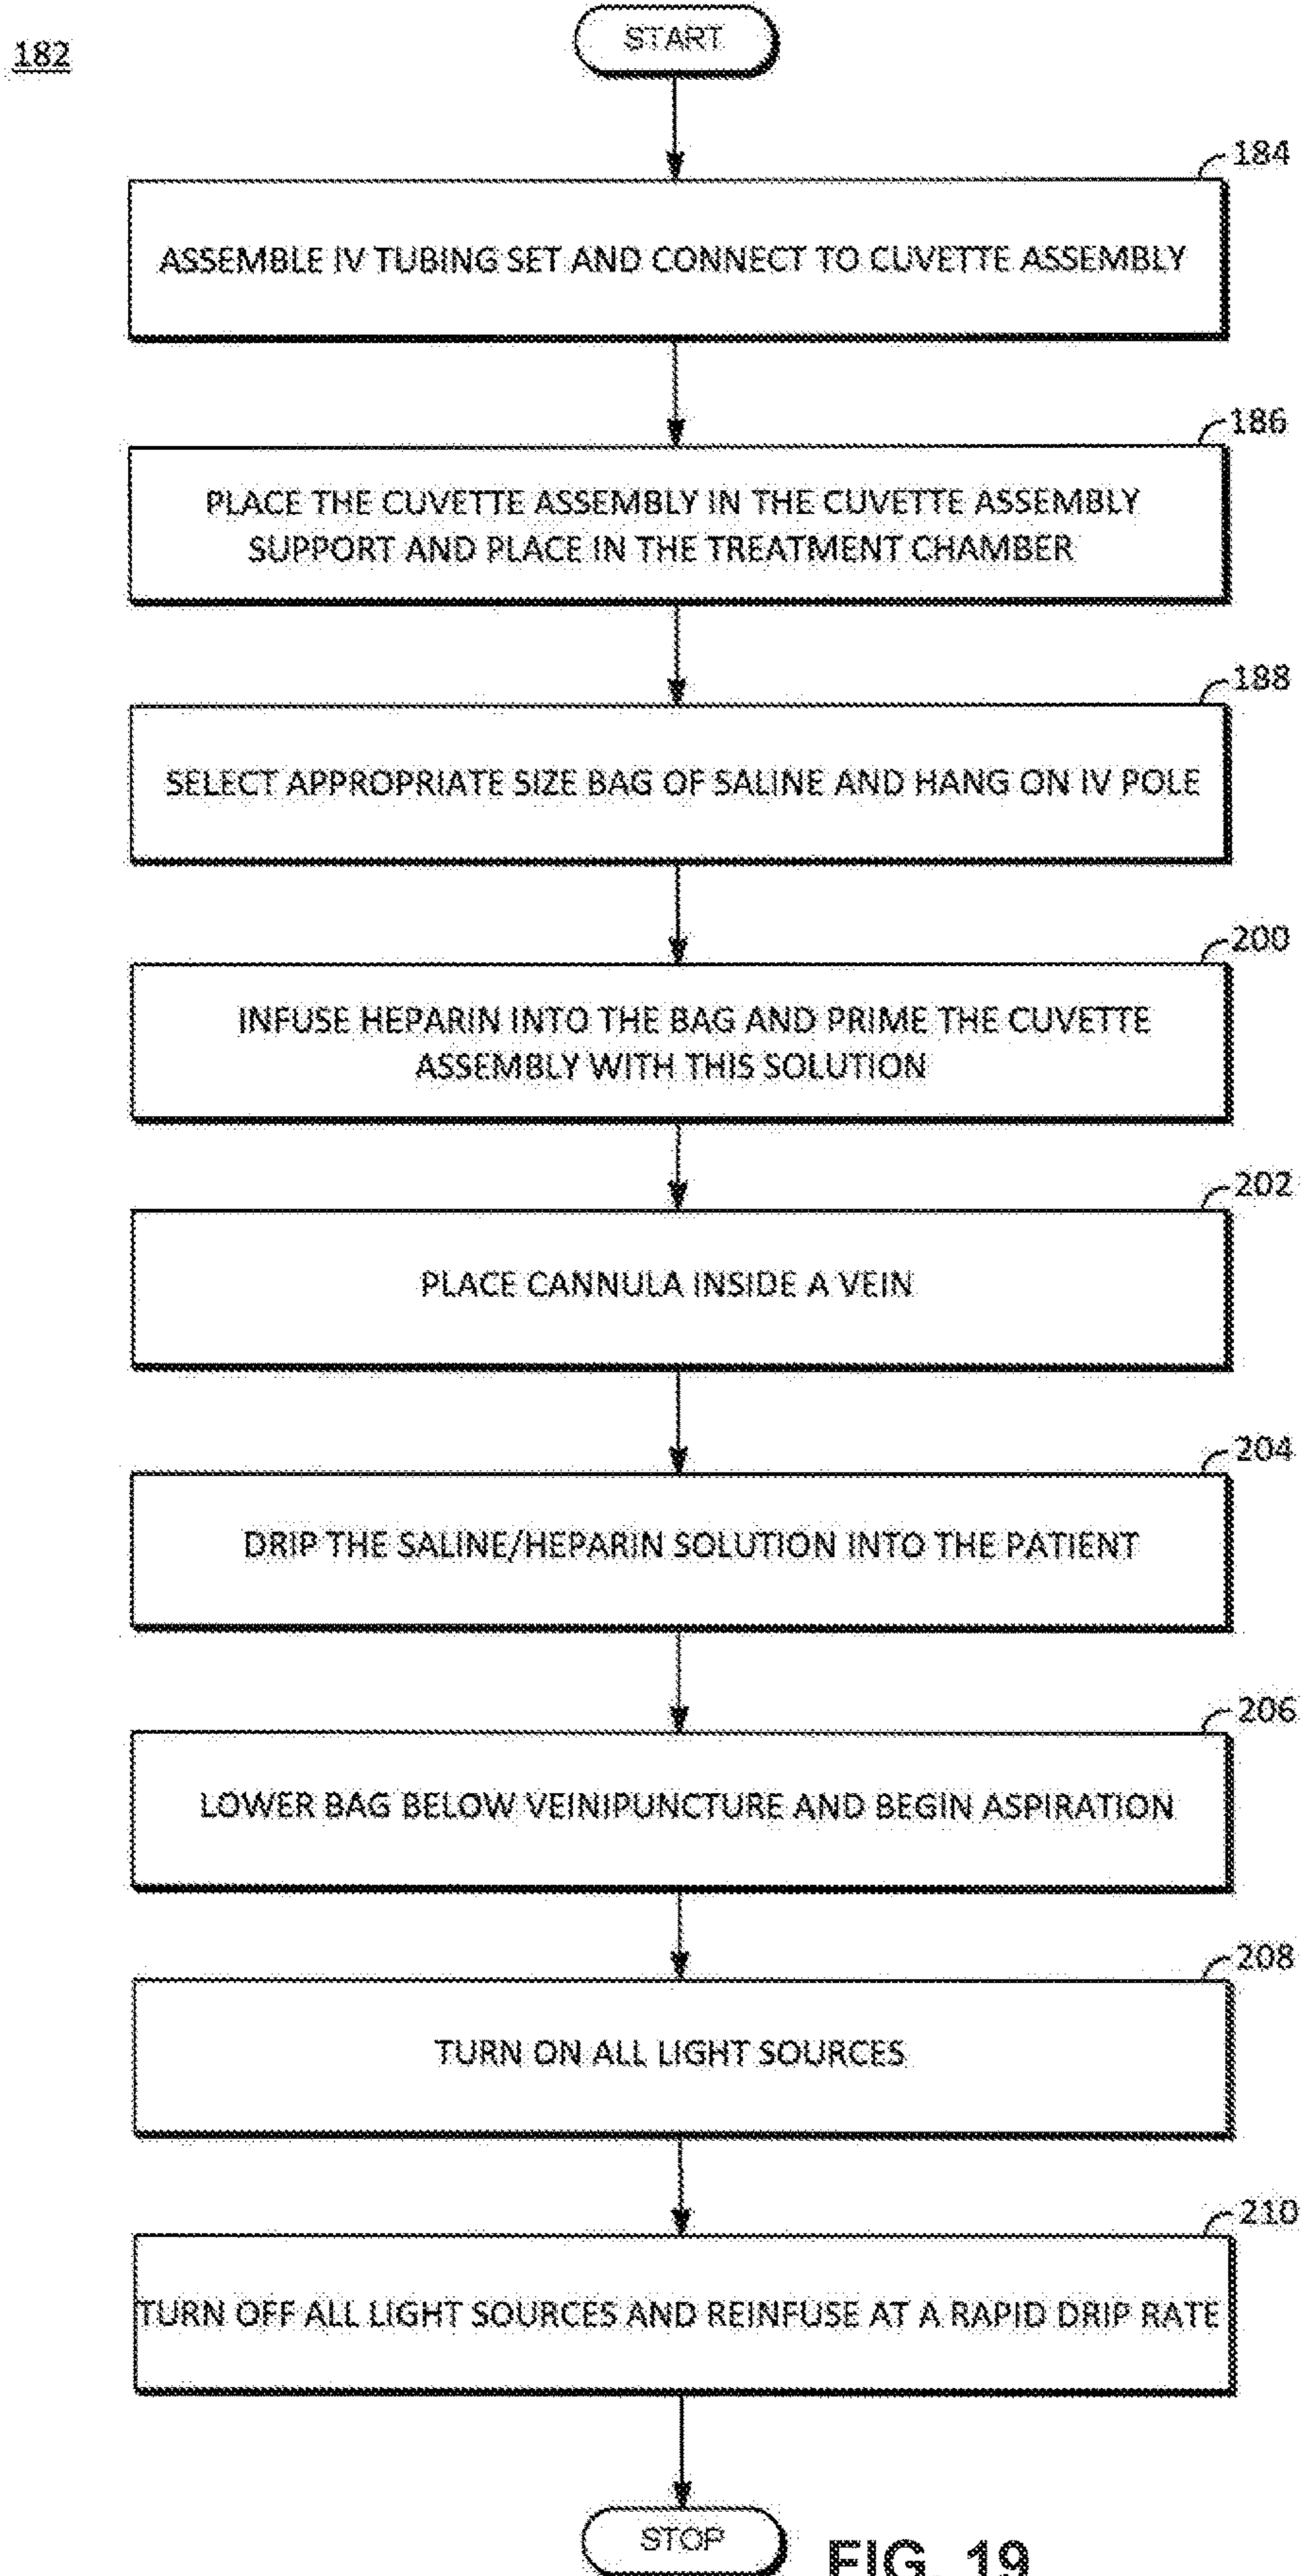 182
START
184
ASSEMBLE IV TUBING SET AND CONNECT TO CUVETTE ASSEMBLY
186
PLACE THE CUVETTE ASSEMBLY IN THE CUVETTE ASSEMBLY
SUPPORT AND PLACE IN THE TREATMENT CHAMBER
188
SELECT APPROPRIATE SIZE BAG OF SALINE AND HANG ON IV POLE
200
INFUSE HEPARIN INTO THE BAG AND PRIME THE CUVETTE
ASSEMBLY WITH THIS SOLUTION
202
PLACE CANNULA INSIDE A VEIN
204
DRIP THE SALINE/HEPARIN SOLUTION INTO THE PATIENT
206
LOWER BAG BELOW VEINIPUNCTURE AND BEGIN ASPIRATION
208
TURN ON ALL LIGHT SOURCES
210
TURN OFF ALL LIGHT SOURCES AND REINFUSE AT A RAPID DRIP RATE
STOP
FIG. 19